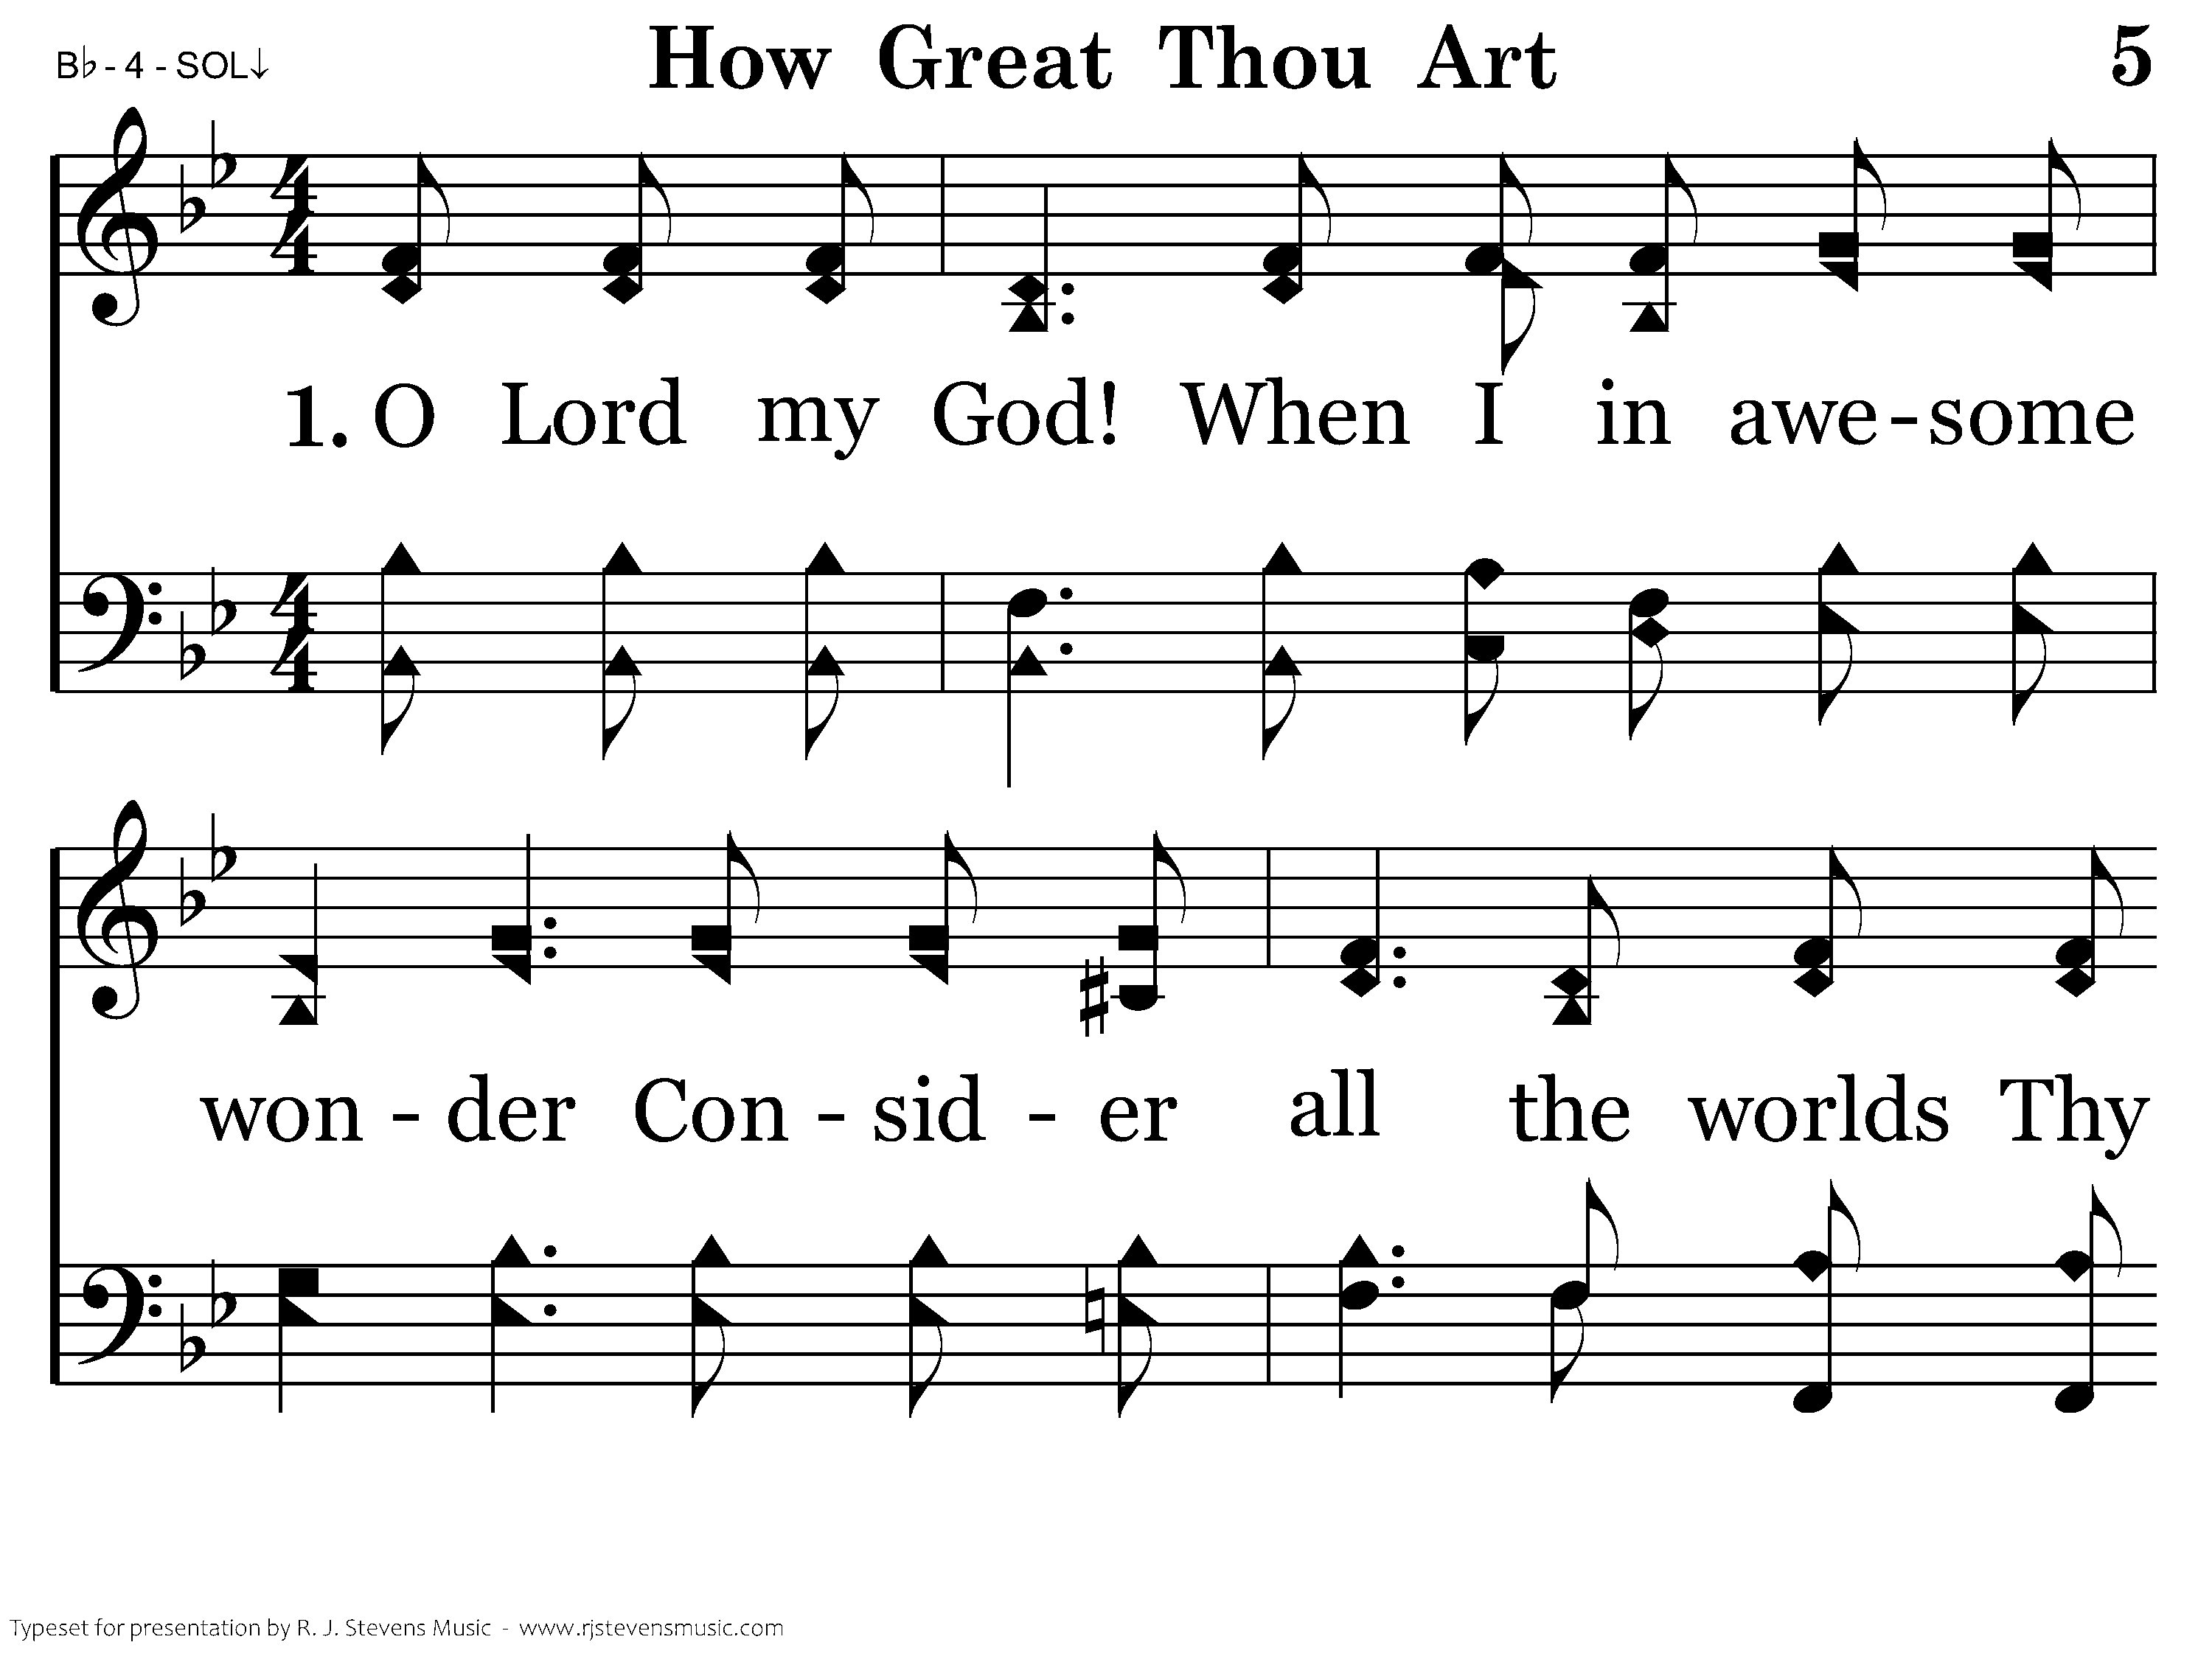 B♭ - 4 - SOL↓ How Great Thou Art 5
1. O Lord my God! When I in awe-some
won - der Con - sid - er all the worlds Thy
Typeset for presentation by R. J. Stevens Music - www.rjstevensmusic.com